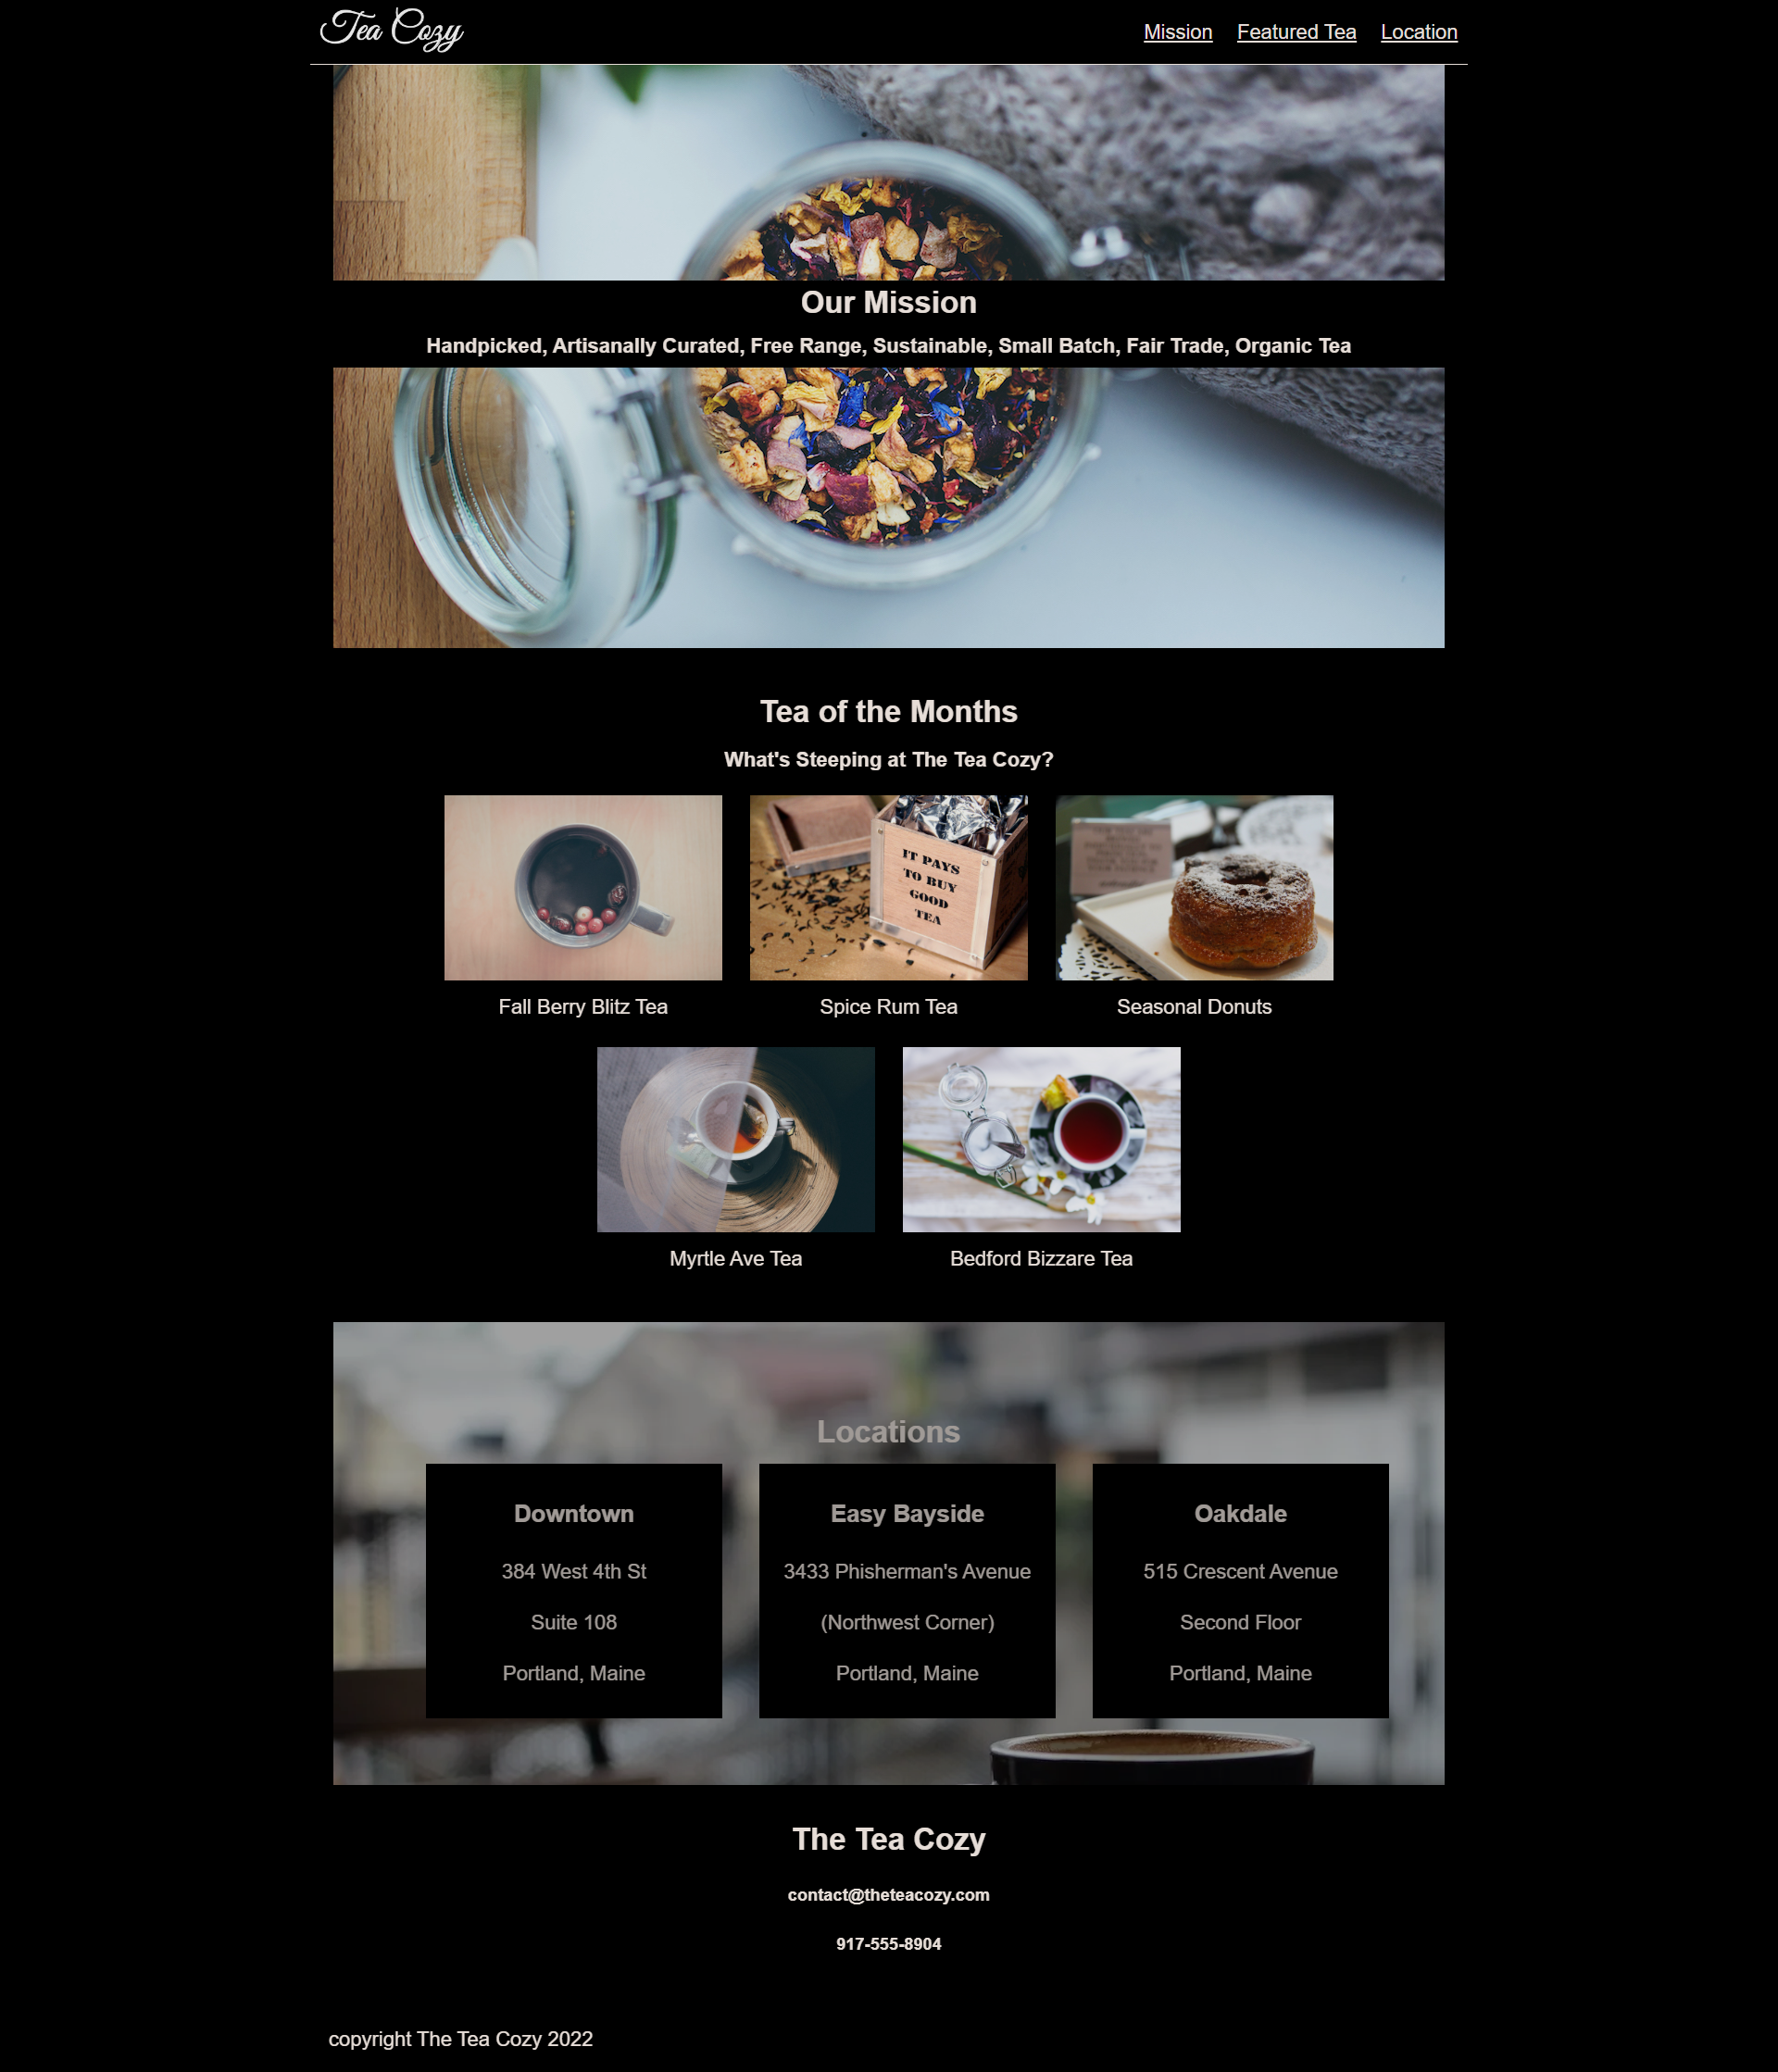 Tea Cozy
Mission Featured Tea Location
Our Mission
Handpicked, Artisanally Curated, Free Range, Sustainable, Small Batch, Fair Trade, Organic Tea
Tea of the Months
What's Steeping at The Tea Cozy?
IT PAYS
TO BUY
GOOD
TEA
Fall Berry Blitz Tea
Spice Rum Tea
Seasonal Donuts
Myrtle Ave Tea
Bedford Bizzare Tea
Locations
Downtown
384 West 4th St
Suite 108
Portland, Maine
Easy Bayside
3433 Phisherman's Avenue
(Northwest Corner)
Portland, Maine
Oakdale
515 Crescent Avenue
Second Floor
Portland, Maine
The Tea Cozy
contact@theteacozy.com
917-555-8904
copyright The Tea Cozy 2022